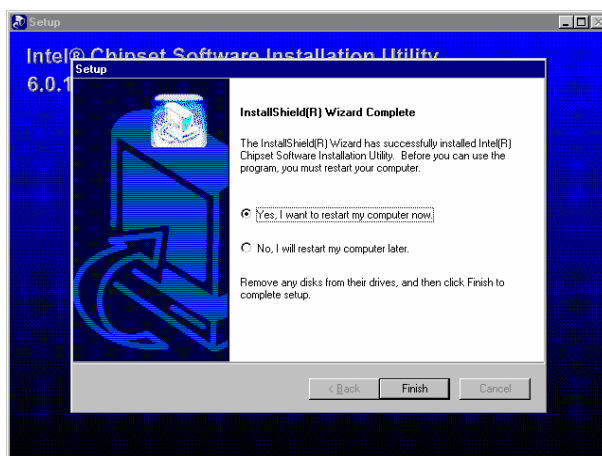 Setup
Intel® Chipset Software Installation Utility
6.0.1
Setup
InstallShield(R) Wizard Complete
The InstallShield(R) Wizard has successfully installed Intel(R)
Chipset Software Installation Utility. Before you can use the
program, you must restart your computer.
Yes, I want to restart my computer now.
No, I will restart my computer later.
Remove any disks from their drives, and then click Finish to
complete setup.
< Back
Finish
Cancel